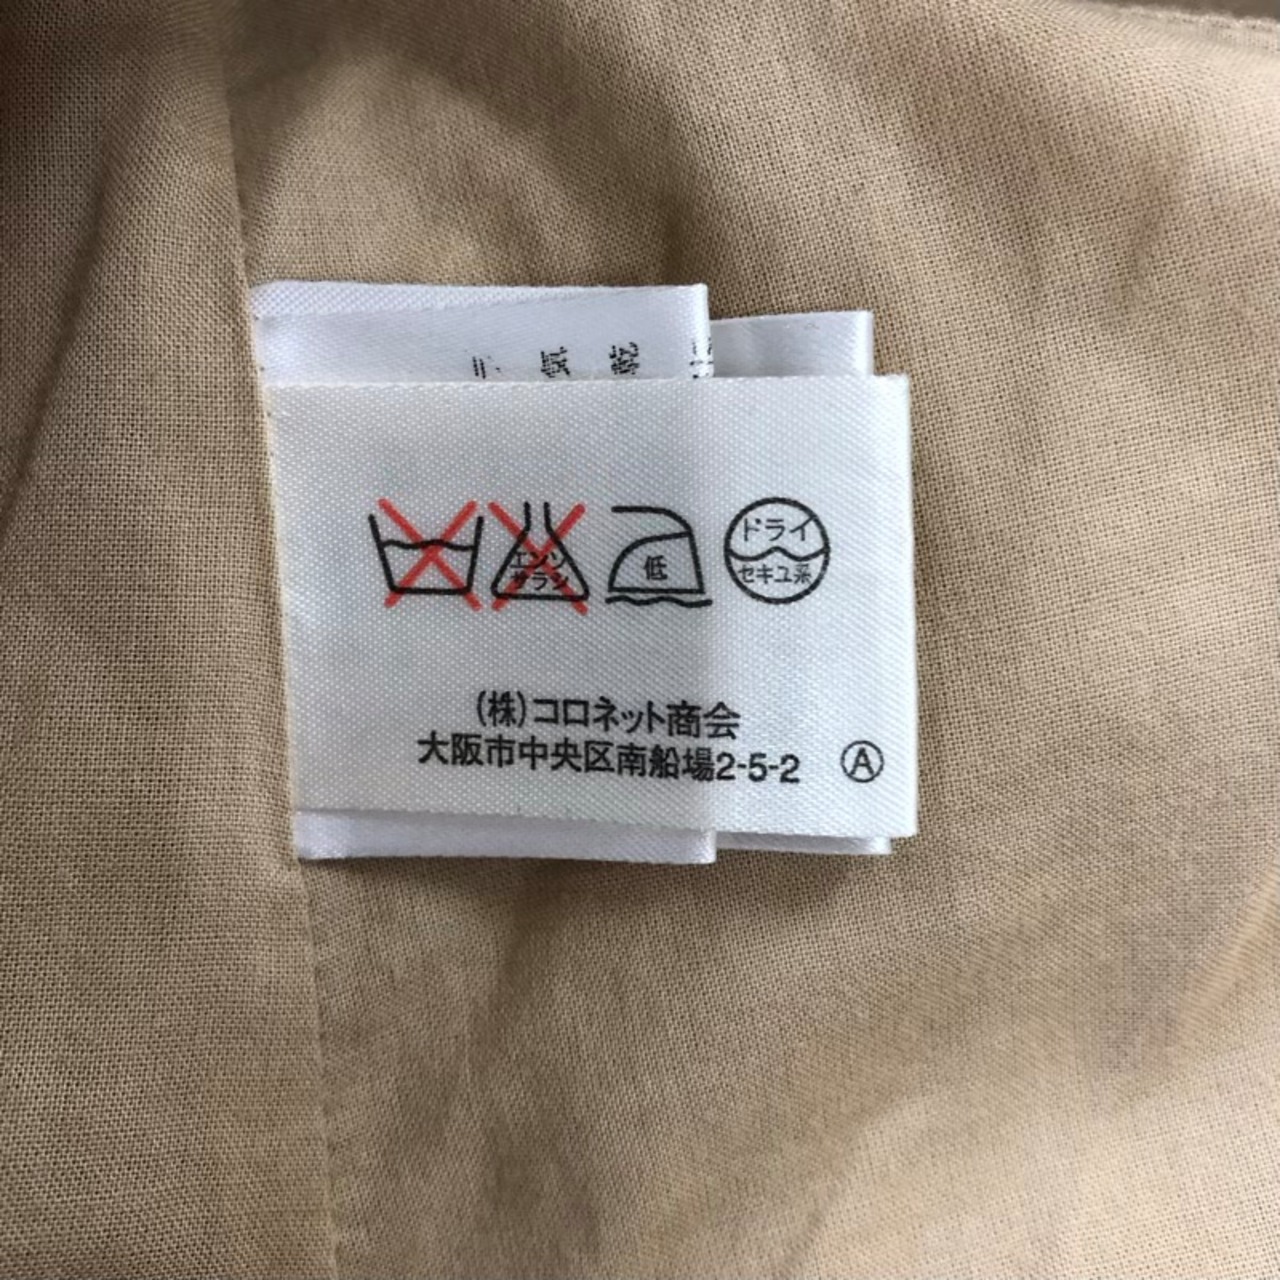 エンソ
サラシ
低
ドライ
セキユ系
(株)コロネット商会
大阪市中央区南船場2-5-2
Ⓐ